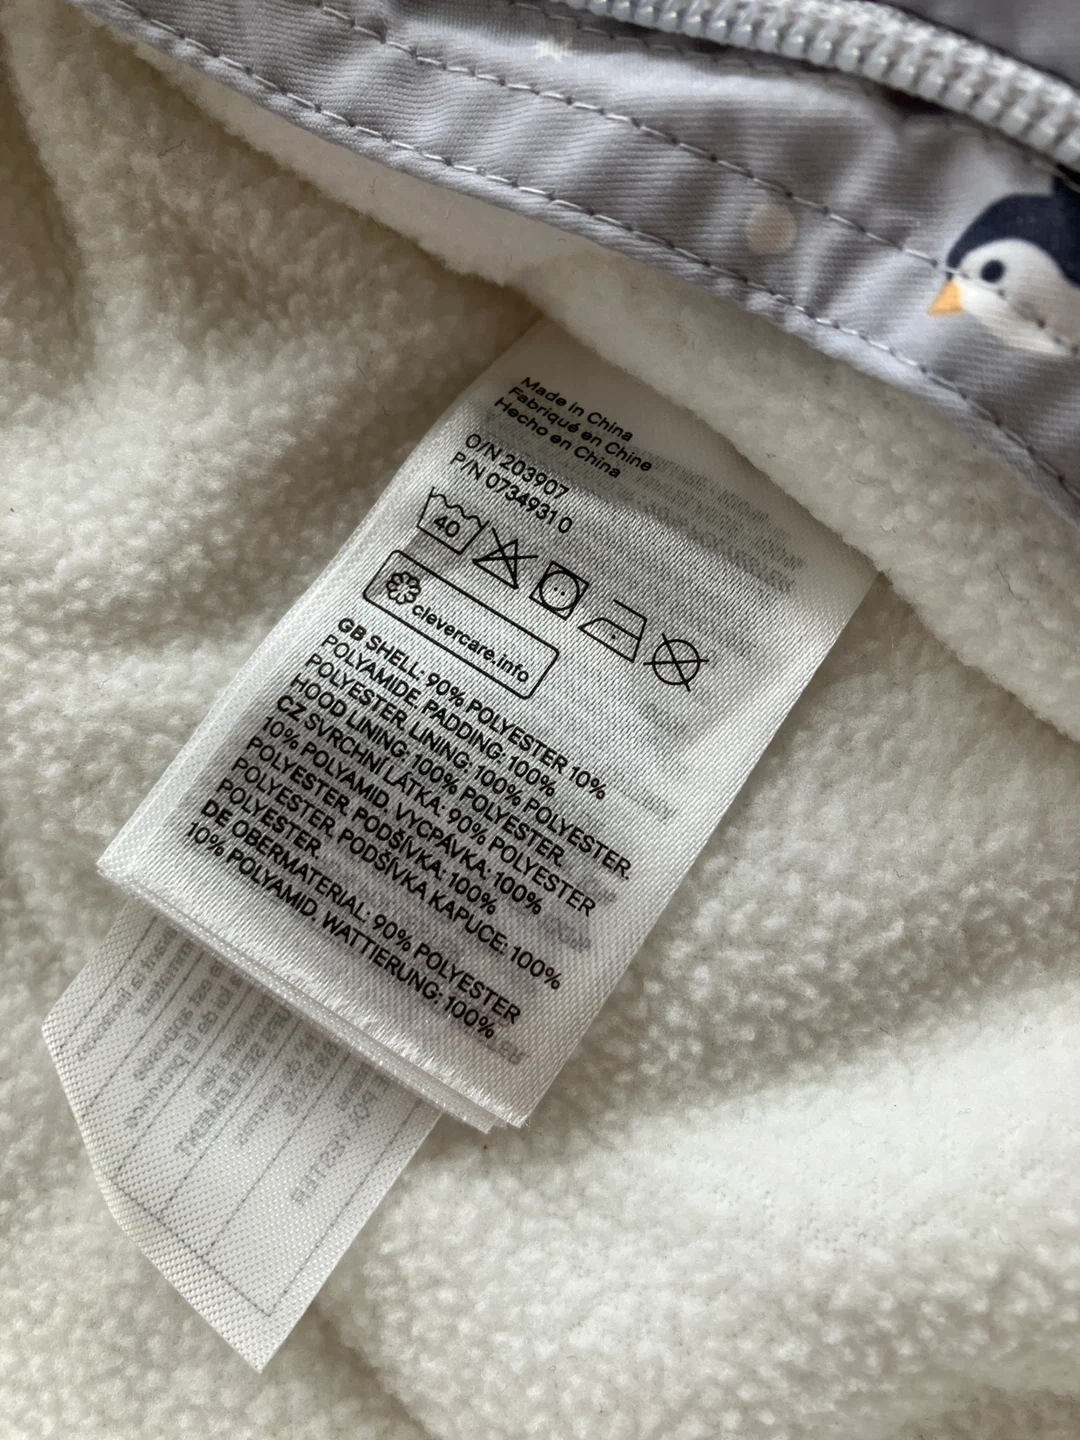 Made in China
Fabriqué en Chine
Hecho en China
O/N 203907
P/N 0734931 0
40
clevercare.info
GB SHELL: 90% POLYESTER 10%
POLYAMIDE. PADDING: 100%
POLYESTER. LINING: 100% POLYESTER.
HOOD LINING: 100% POLYESTER.
CZ SVRCHNÍ LÁTKA: 90% POLYESTER
10% POLYAMID. VYCPÁVKA: 100%
POLYESTER. PODŠÍVKA: 100%
POLYESTER. PODŠÍVKA KAPUCE: 100%
POLYESTER.
DE OBERMATERIAL: 90% POLYESTER
10% POLYAMID. WATTIERUNG: 100%